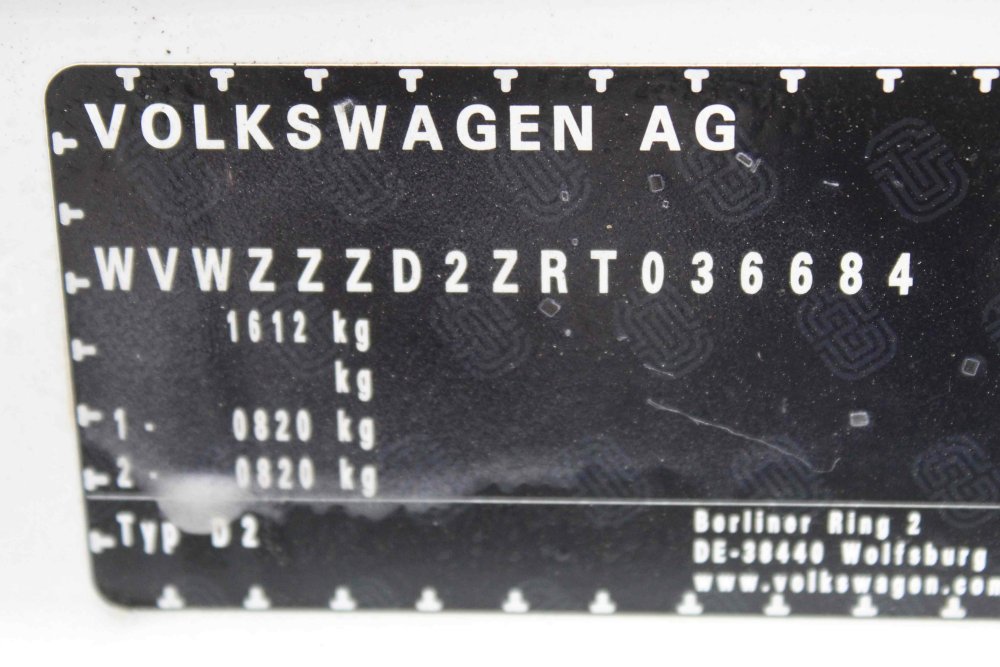 VOLKSWAGEN AG
WVWZZZD2ZRT036684
1612 kg
kg
1- 0820 kg
2- 0820 kg
Typ D2
Berliner Ring 2
DE-38440 Wolfsburg
www.volkswagen.com